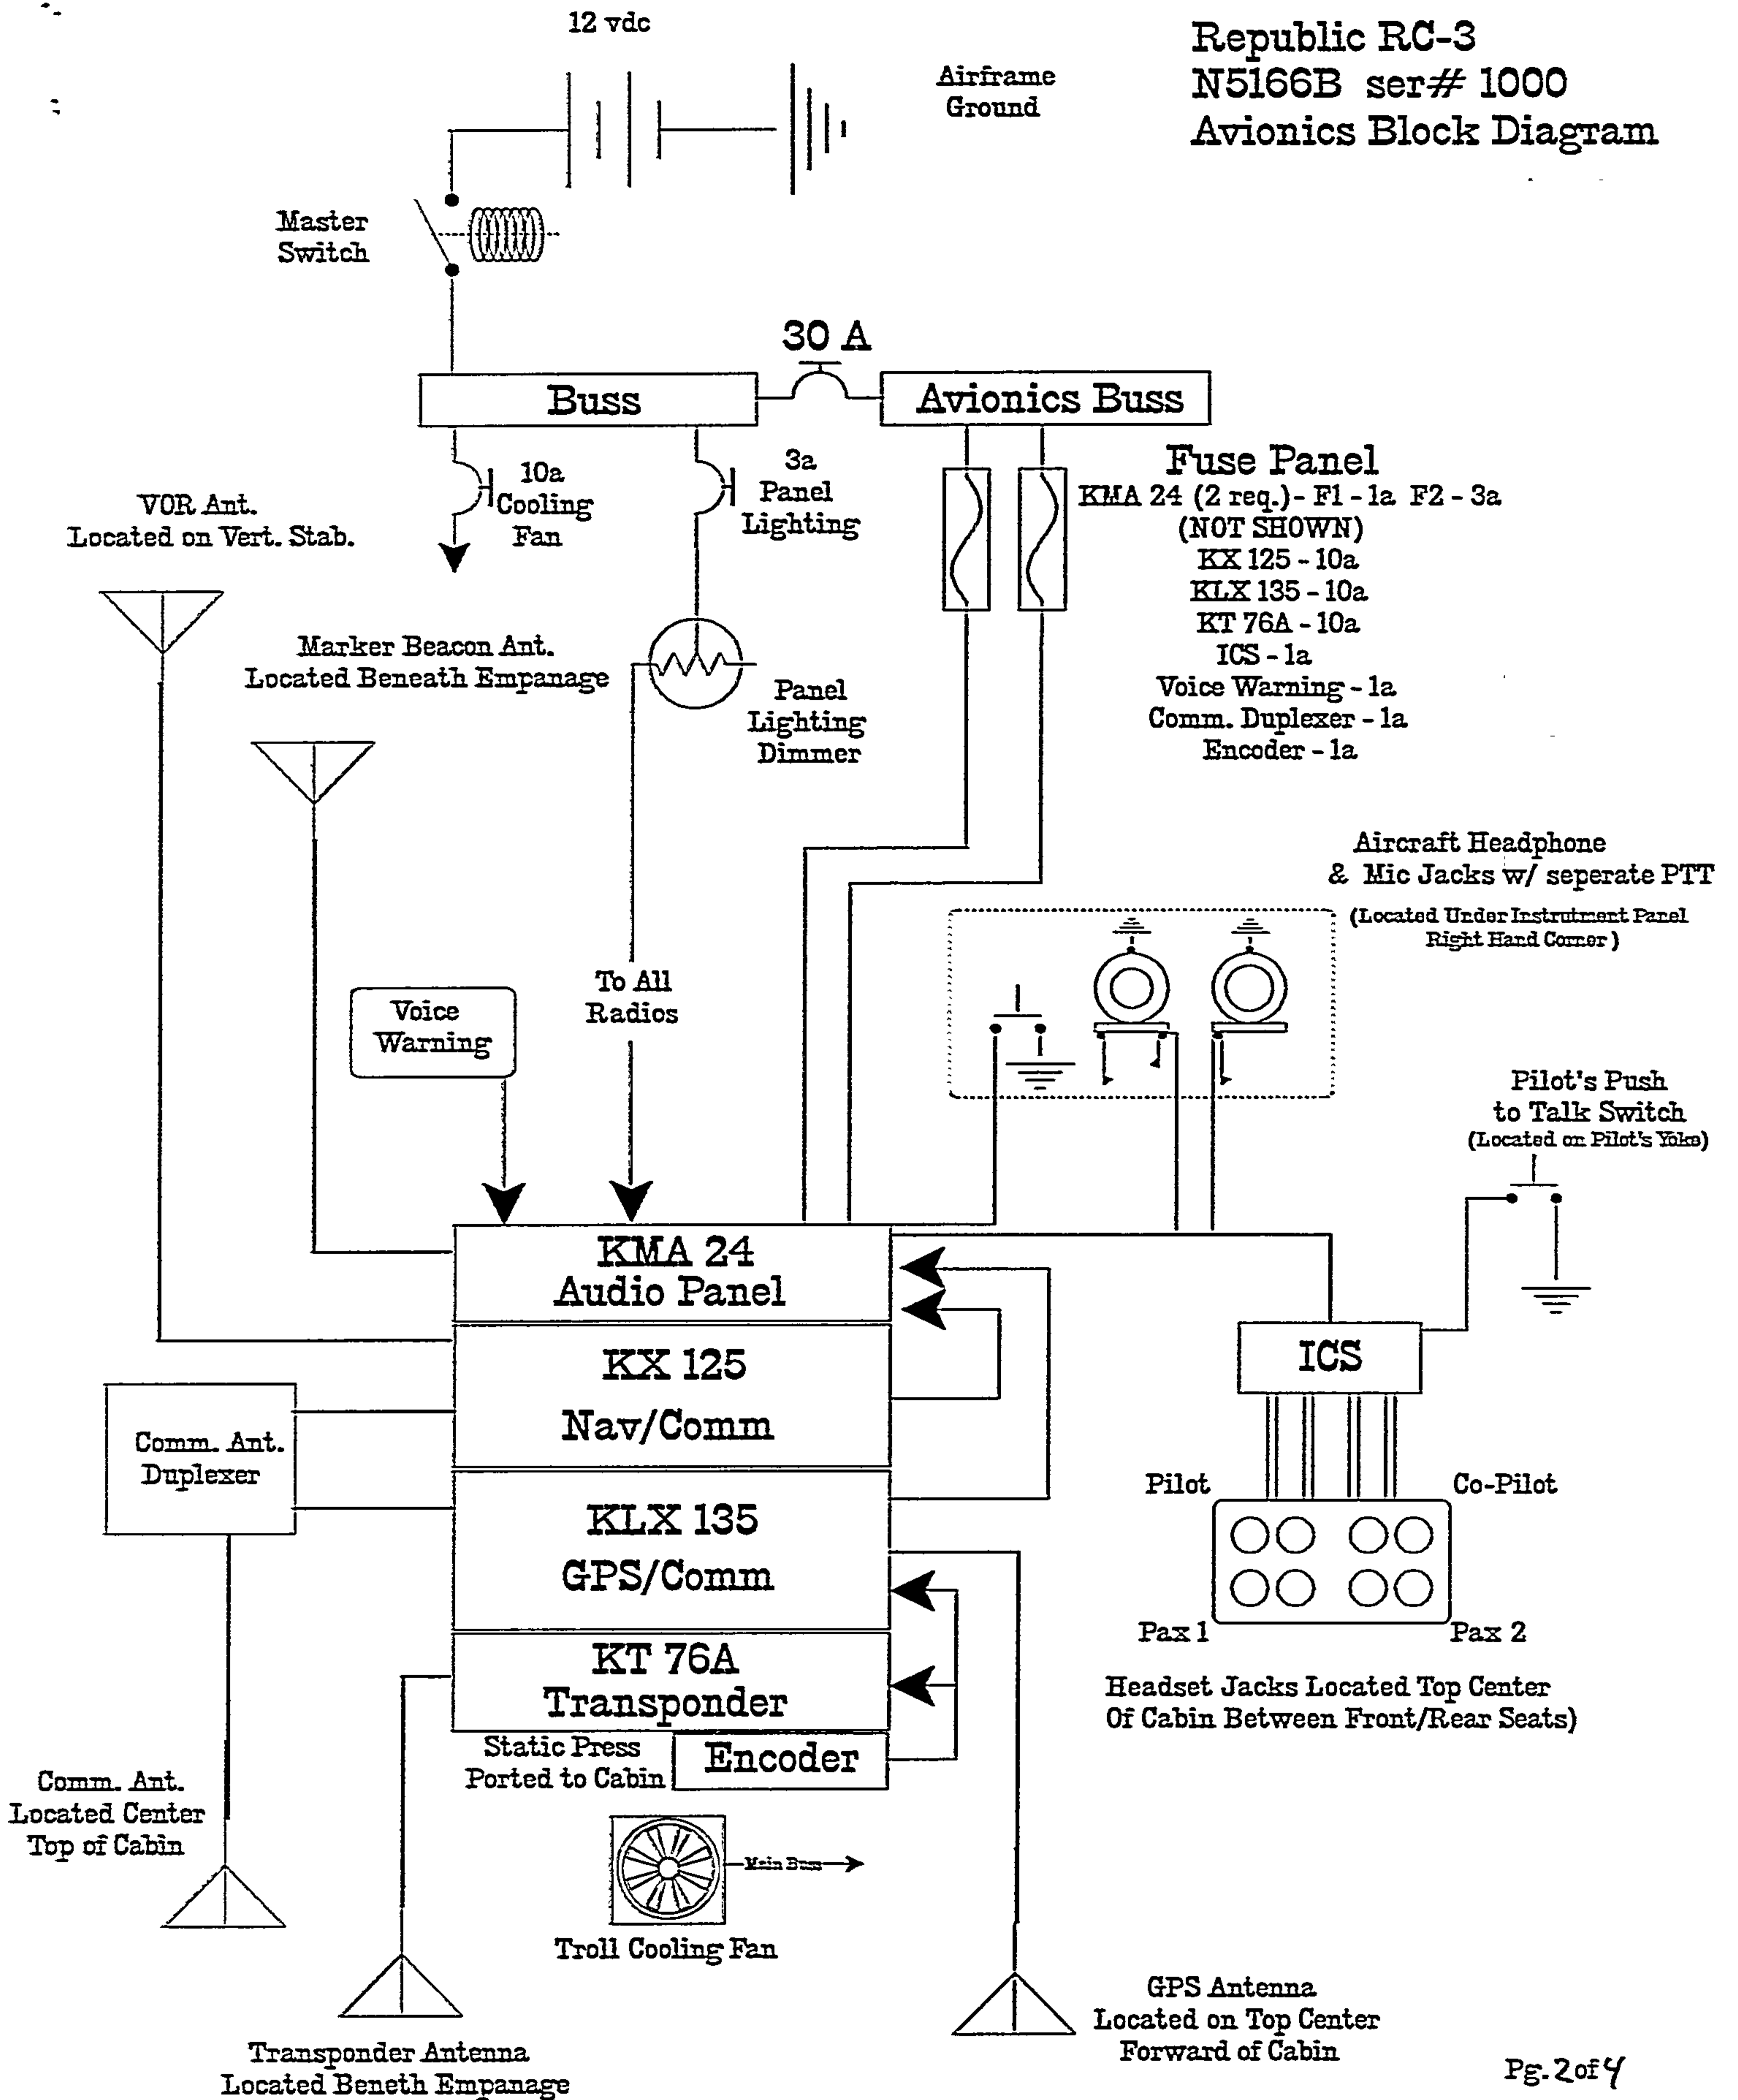 12 vdc
Republic RC-3
N5166B ser# 1000
Avionics Block Diagram
Airframe
Ground
Master
Switch
30 A
Buss
Avionics Buss
10a
Cooling
Fan
3a
Panel
Lighting
Fuse Panel
KMA 24 (2 req.) - F1 - 1a F2 - 3a
(NOT SHOWN)
KX 125 - 10a
KLX 135 - 10a
KT 76A - 10a
ICS - 1a
Voice Warning - 1a
Comm. Duplexer - 1a
Encoder - 1a
VOR Ant.
Located on Vert. Stab.
Marker Beacon Ant.
Located Beneath Empanage
Panel
Lighting
Dimmer
Aircraft Headphone
& Mic Jacks w/ seperate PTT
(Located Under Instrutment Panel
Right Hand Corner)
To All
Radios
Voice
Warning
Pilot's Push
to Talk Switch
(Located on Pilot's Yoke)
KMA 24
Audio Panel
KX 125
Nav/Comm
ICS
Comm. Ant.
Duplexer
KLX 135
GPS/Comm
Pilot
Co-Pilot
Pax 1
Pax 2
Headset Jacks Located Top Center
Of Cabin Between Front/Rear Seats)
KT 76A
Transponder
Static Press
Ported to Cabin
Encoder
Comm. Ant.
Located Center
Top of Cabin
Main Buss
Troll Cooling Fan
GPS Antenna
Located on Top Center
Forward of Cabin
Transponder Antenna
Located Beneth Empanage
Pg. 2 of 4